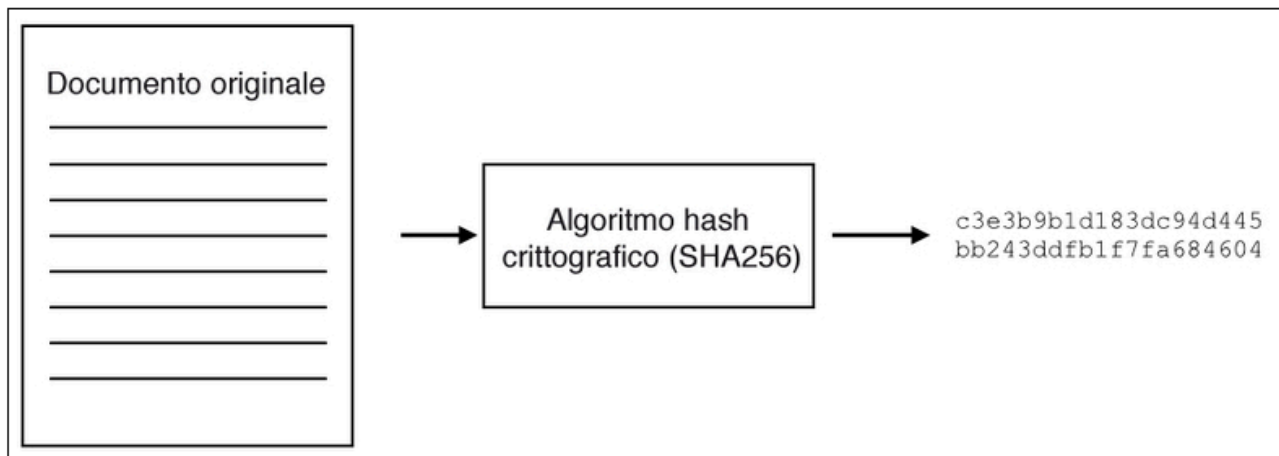 Documento originale
Algoritmo hash
crittografico (SHA256)
c3e3b9b1d183dc94d445
bb243ddfb1f7fa684604